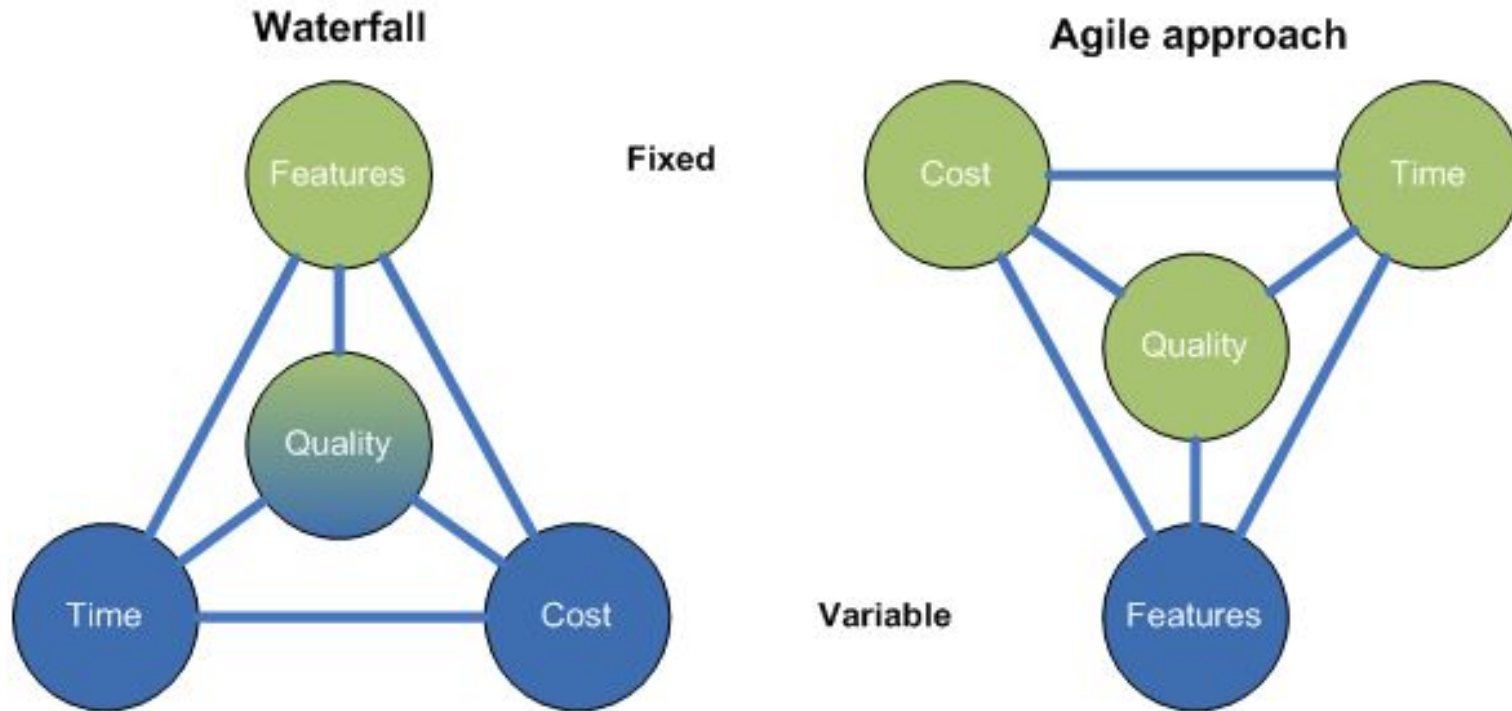 Waterfall
Agile approach
Features
Fixed
Cost
Time
Quality
Quality
Time
Cost
Variable
Features